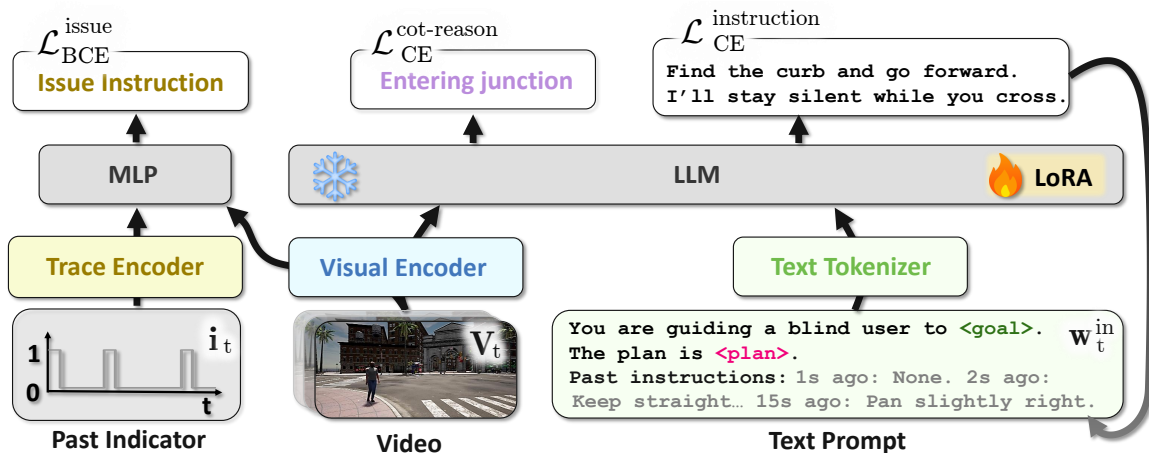 L issue BCE
L cot-reason CE
L instruction CE
Issue Instruction
Entering junction
Find the curb and go forward.
I'll stay silent while you cross.
MLP
LLM
LoRA
Trace Encoder
Visual Encoder
Text Tokenizer
i t
1
0
t
V t
You are guiding a blind user to <goal>.
w in t
The plan is <plan>.
Past instructions: 1s ago: None. 2s ago:
Keep straight… 15s ago: Pan slightly right.
Past Indicator
Video
Text Prompt